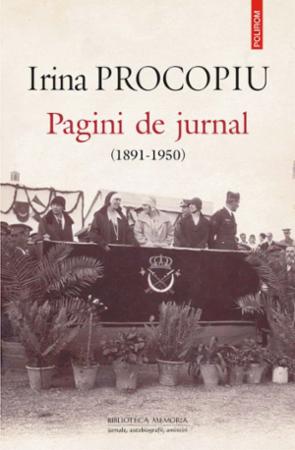 POLIROM
Irina PROCOPIU
Pagini de jurnal
(1891-1950)
BIBLIOTECA MEMORIA
jurnale, autobiografii, amintiri